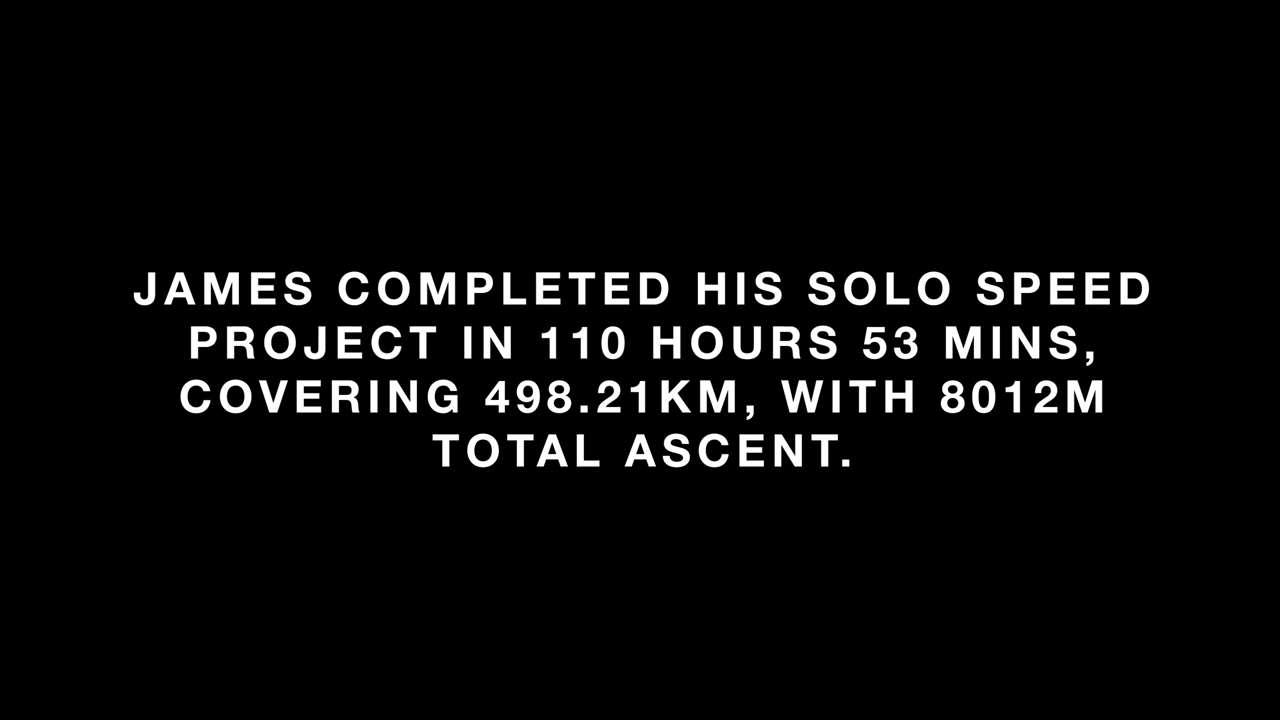 JAMES COMPLETED HIS SOLO SPEED
PROJECT IN 110 HOURS 53 MINS,
COVERING 498.21KM, WITH 8012M
TOTAL ASCENT.